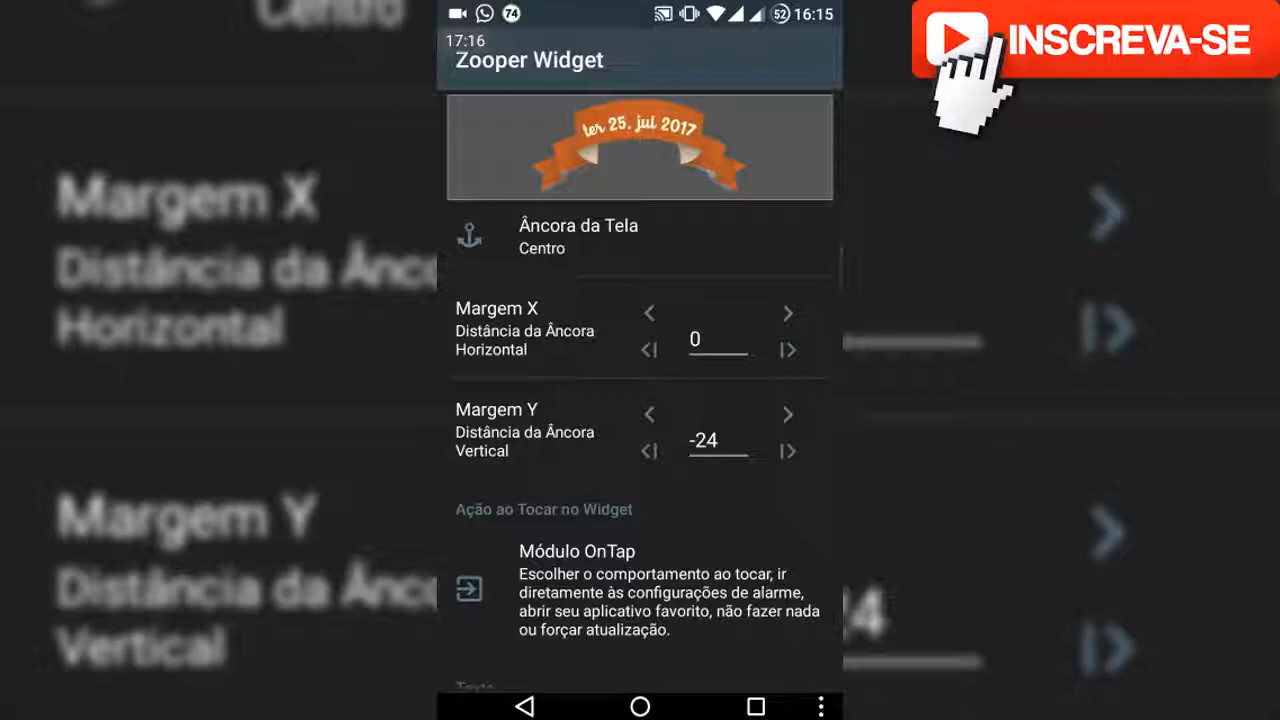 Centro
74
52 16:15
INSCREVA-SE
17:16
Zooper Widget
ter 25. jul 2017
Âncora da Tela
Centro
Margem X
Distância da Âncora
Horizontal
0
Margem Y
Distância da Âncora
Vertical
-24
Ação ao Tocar no Widget
Módulo OnTap
Escolher o comportamento ao tocar, ir
diretamente às configurações de alarme,
abrir seu aplicativo favorito, não fazer nada
ou forçar atualização.
Texto
Margem X
Distância da Ânco
Horizontal
Margem Y
Distância da Ânco
Vertical
24